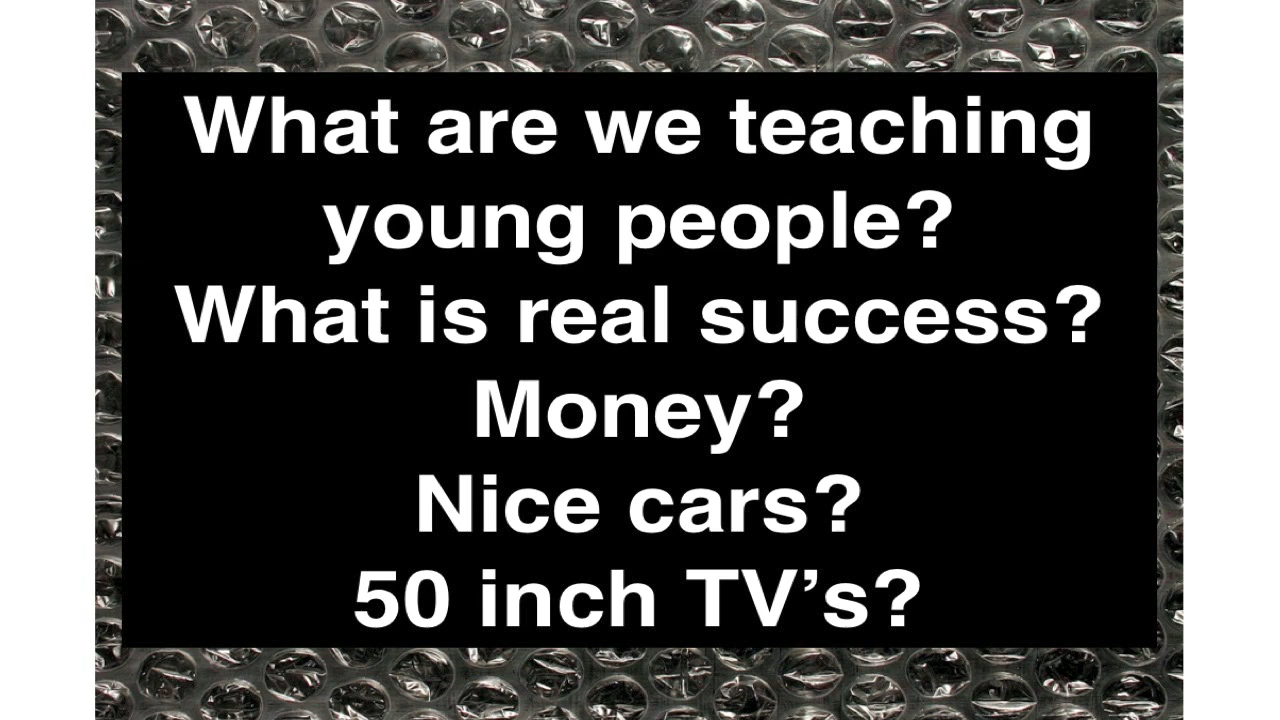 What are we teaching
young people?
What is real success?
Money?
Nice cars?
50 inch TV’s?